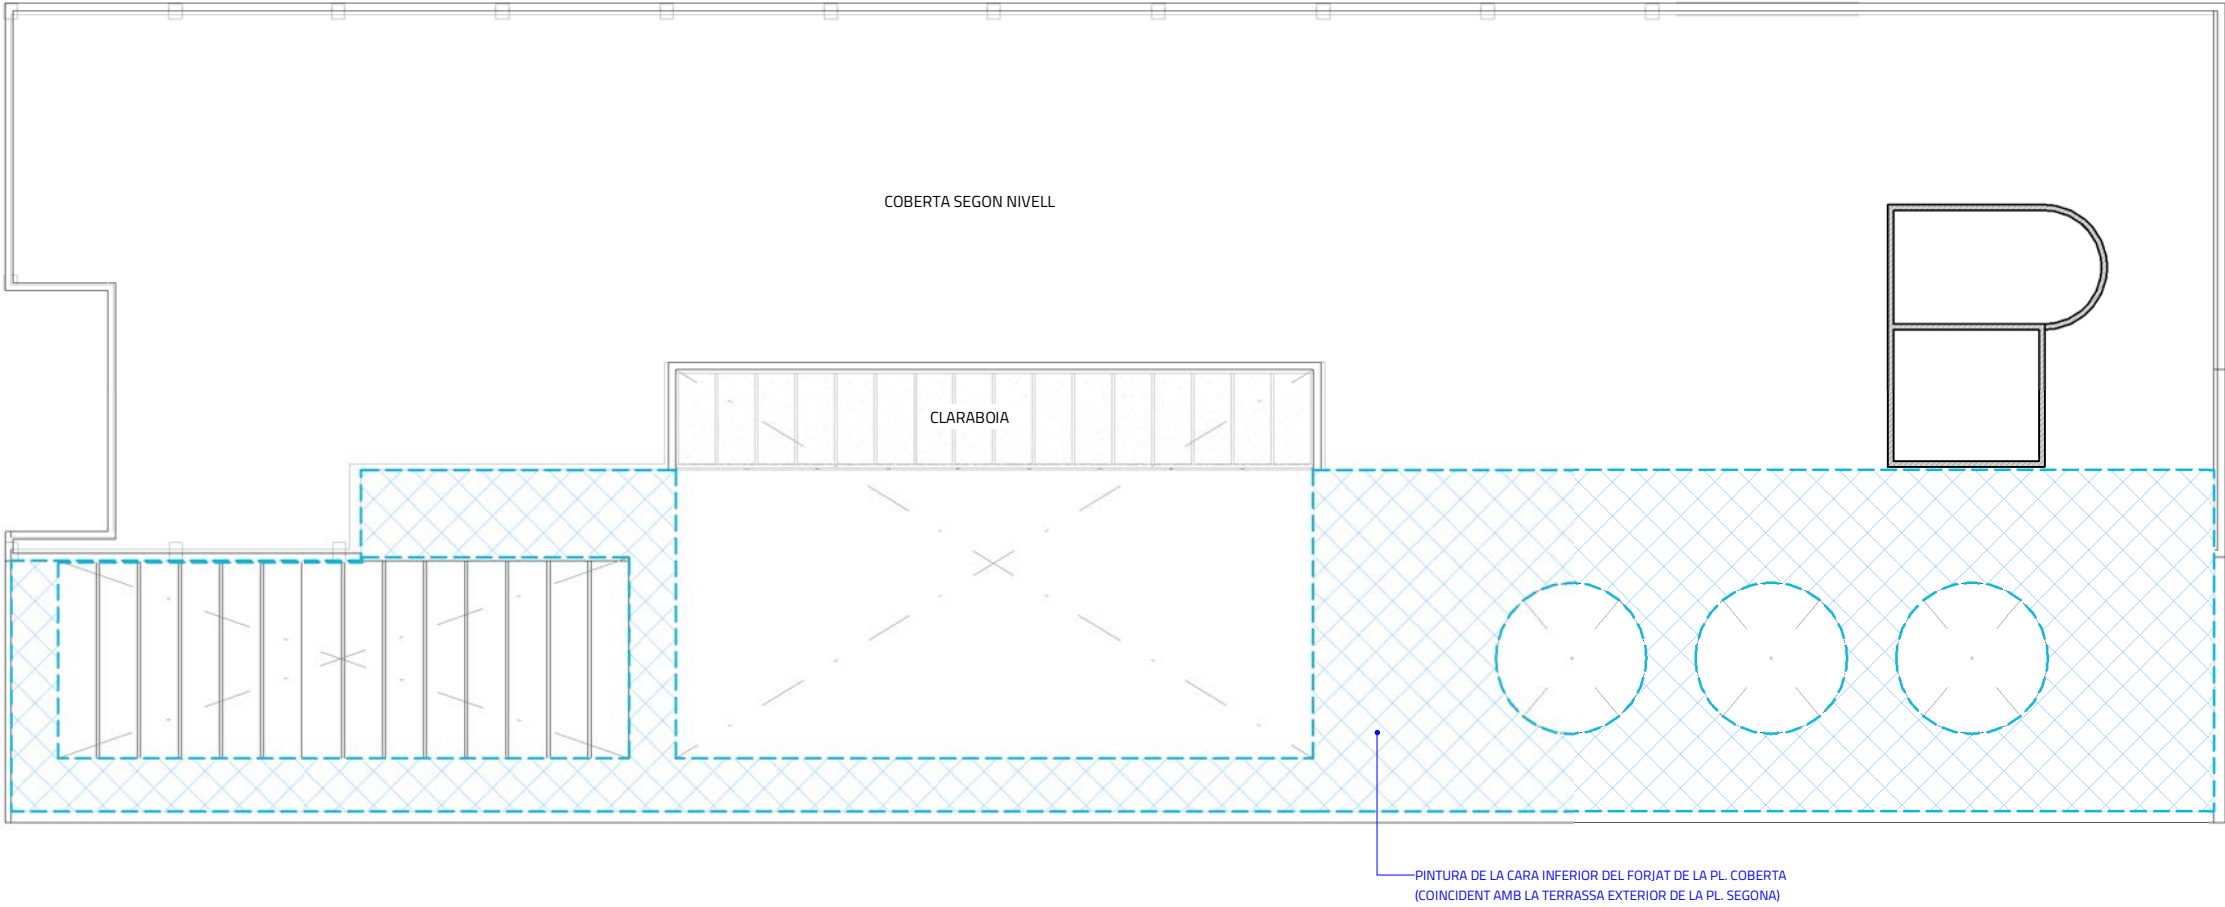 COBERTA SEGON NIVELL
CLARABOIA
PINTURA DE LA CARA INFERIOR DEL FORJAT DE LA PL. COBERTA
(COINCIDENT AMB LA TERRASSA EXTERIOR DE LA PL. SEGONA)